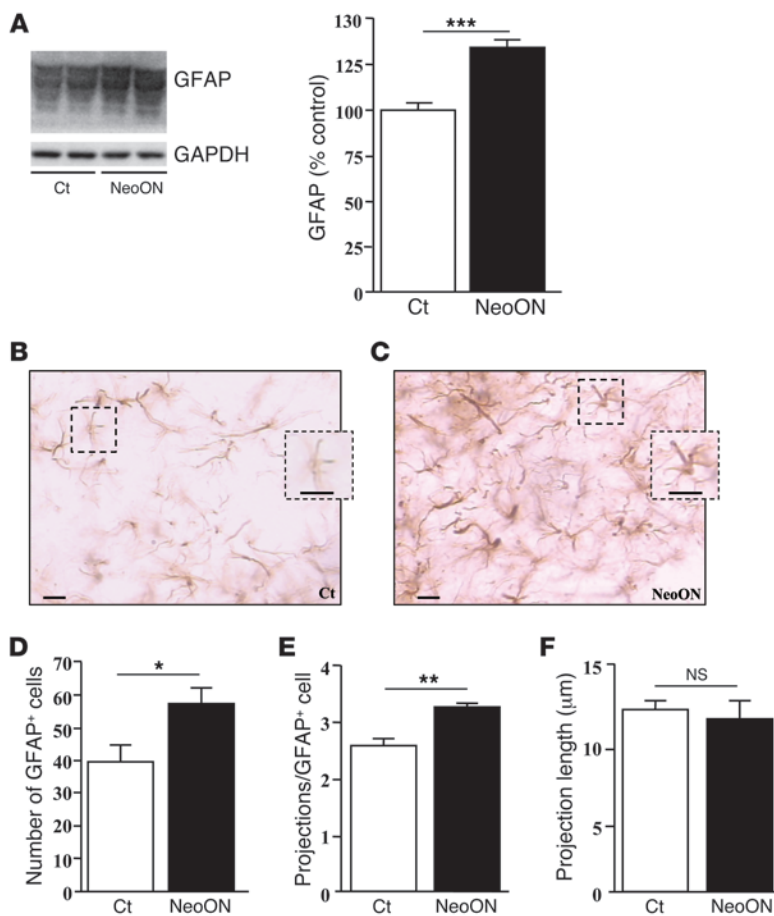 A
GFAP
GAPDH
Ct NeoON
GFAP (% control)
130
125
100
75
50
25
0
***
Ct NeoON
B
Ct
C
NeoON
D
Number of GFAP⁺ cells
70
60
50
40
30
20
10
0
*
Ct NeoON
E
Projections/GFAP⁺ cell
4
3
2
1
0
**
Ct NeoON
F
Projection length (μm)
15
10
5
0
NS
Ct NeoON